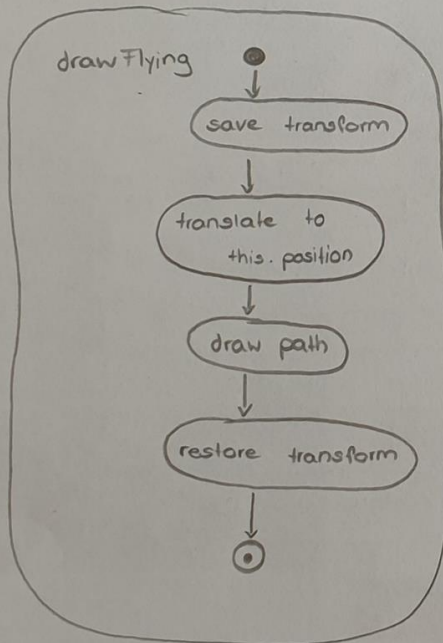 drawFlying
save transform
translate to
this.position
draw path
restore transform